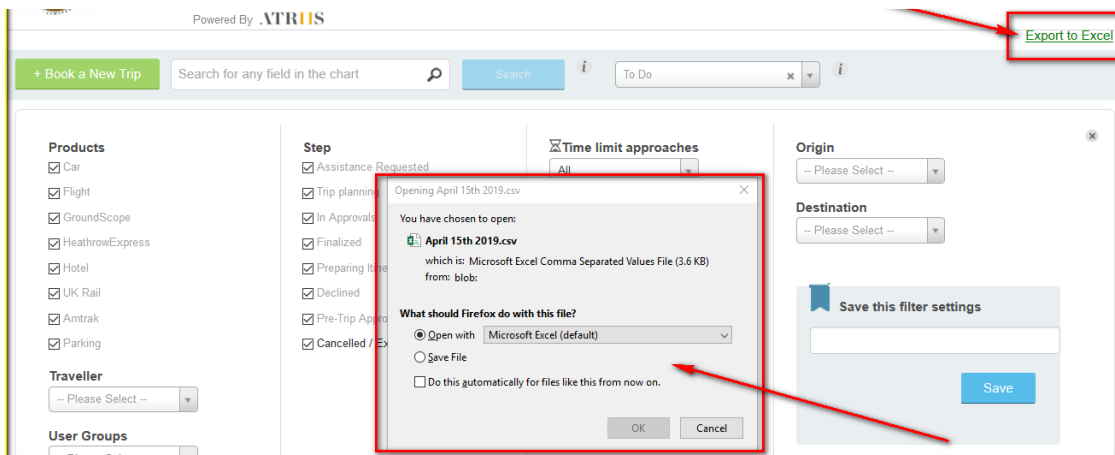 Powered By ATRIIS
Export to Excel
+ Book a New Trip
Search for any field in the chart
Search
i
To Do
i
Products
Car
Flight
GroundScope
HeathrowExpress
Hotel
UK Rail
Amtrak
Parking
Traveller
-- Please Select --
User Groups
Step
Assistance Requested
Trip planning
In Approvals
Finalized
Preparing Itine
Declined
Pre-Trip Appro
Cancelled / Ex
Time limit approaches
All
Opening April 15th 2019.csv
You have chosen to open:
April 15th 2019.csv
which is: Microsoft Excel Comma Separated Values File (3.6 KB)
from: blob:
What should Firefox do with this file?
Open with Microsoft Excel (default)
Save File
Do this automatically for files like this from now on.
OK Cancel
Origin
-- Please Select --
Destination
-- Please Select --
Save this filter settings
Save